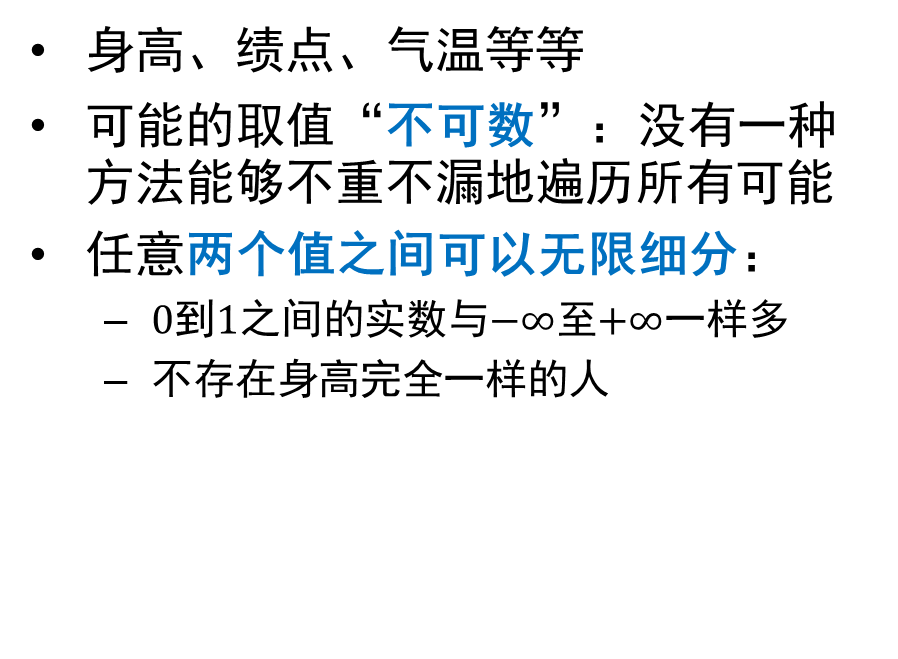 • 身高、绩点、气温等等
• 可能的取值“不可数”：没有一种
方法能够不重不漏地遍历所有可能
• 任意两个值之间可以无限细分：
– 0到1之间的实数与−∞至+∞一样多
– 不存在身高完全一样的人